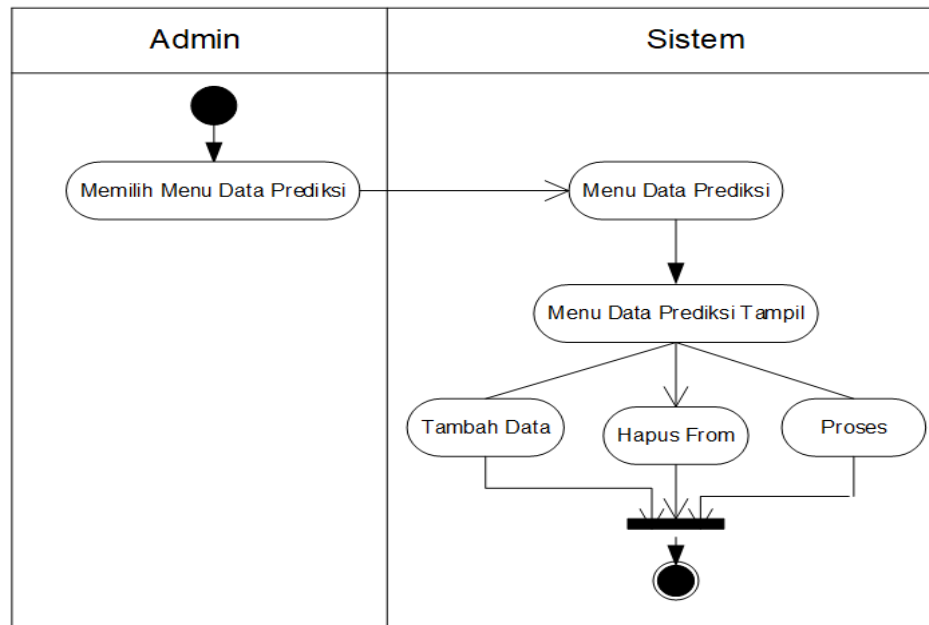 Admin
Sistem
Memilih Menu Data Prediksi
Menu Data Prediksi
Menu Data Prediksi Tampil
Tambah Data
Hapus From
Proses